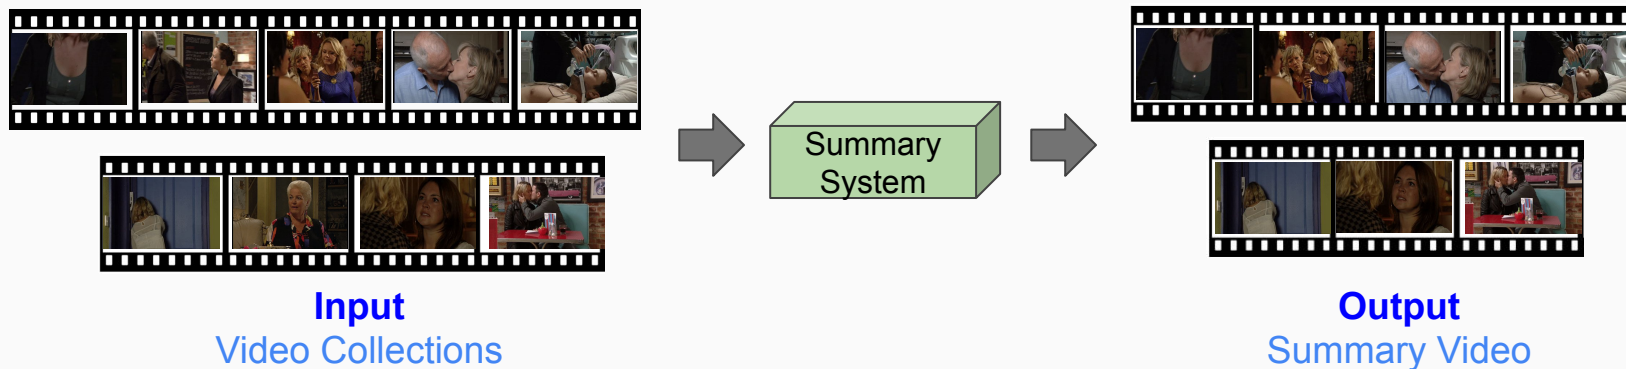 Summary
System
Input
Video Collections
Output
Summary Video